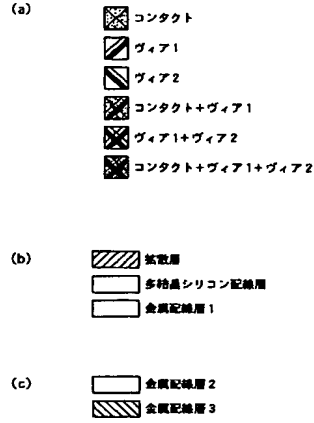 (a)
コンタクト
ヴィア1
ヴィア2
コンタクト+ヴィア1
ヴィア1+ヴィア2
コンタクト+ヴィア1+ヴィア2
(b)
拡散層
多結晶シリコン配線層
金属配線層1
(c)
金属配線層2
金属配線層3